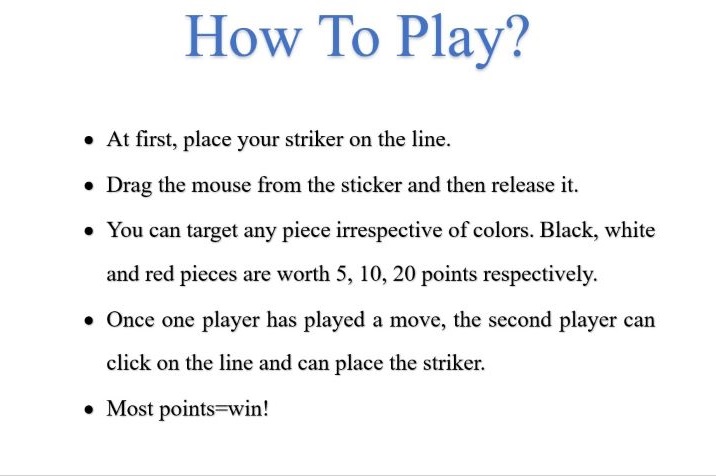 How To Play?
• At first, place your striker on the line.
• Drag the mouse from the sticker and then release it.
• You can target any piece irrespective of colors. Black, white
and red pieces are worth 5, 10, 20 points respectively.
• Once one player has played a move, the second player can
click on the line and can place the striker.
• Most points=win!